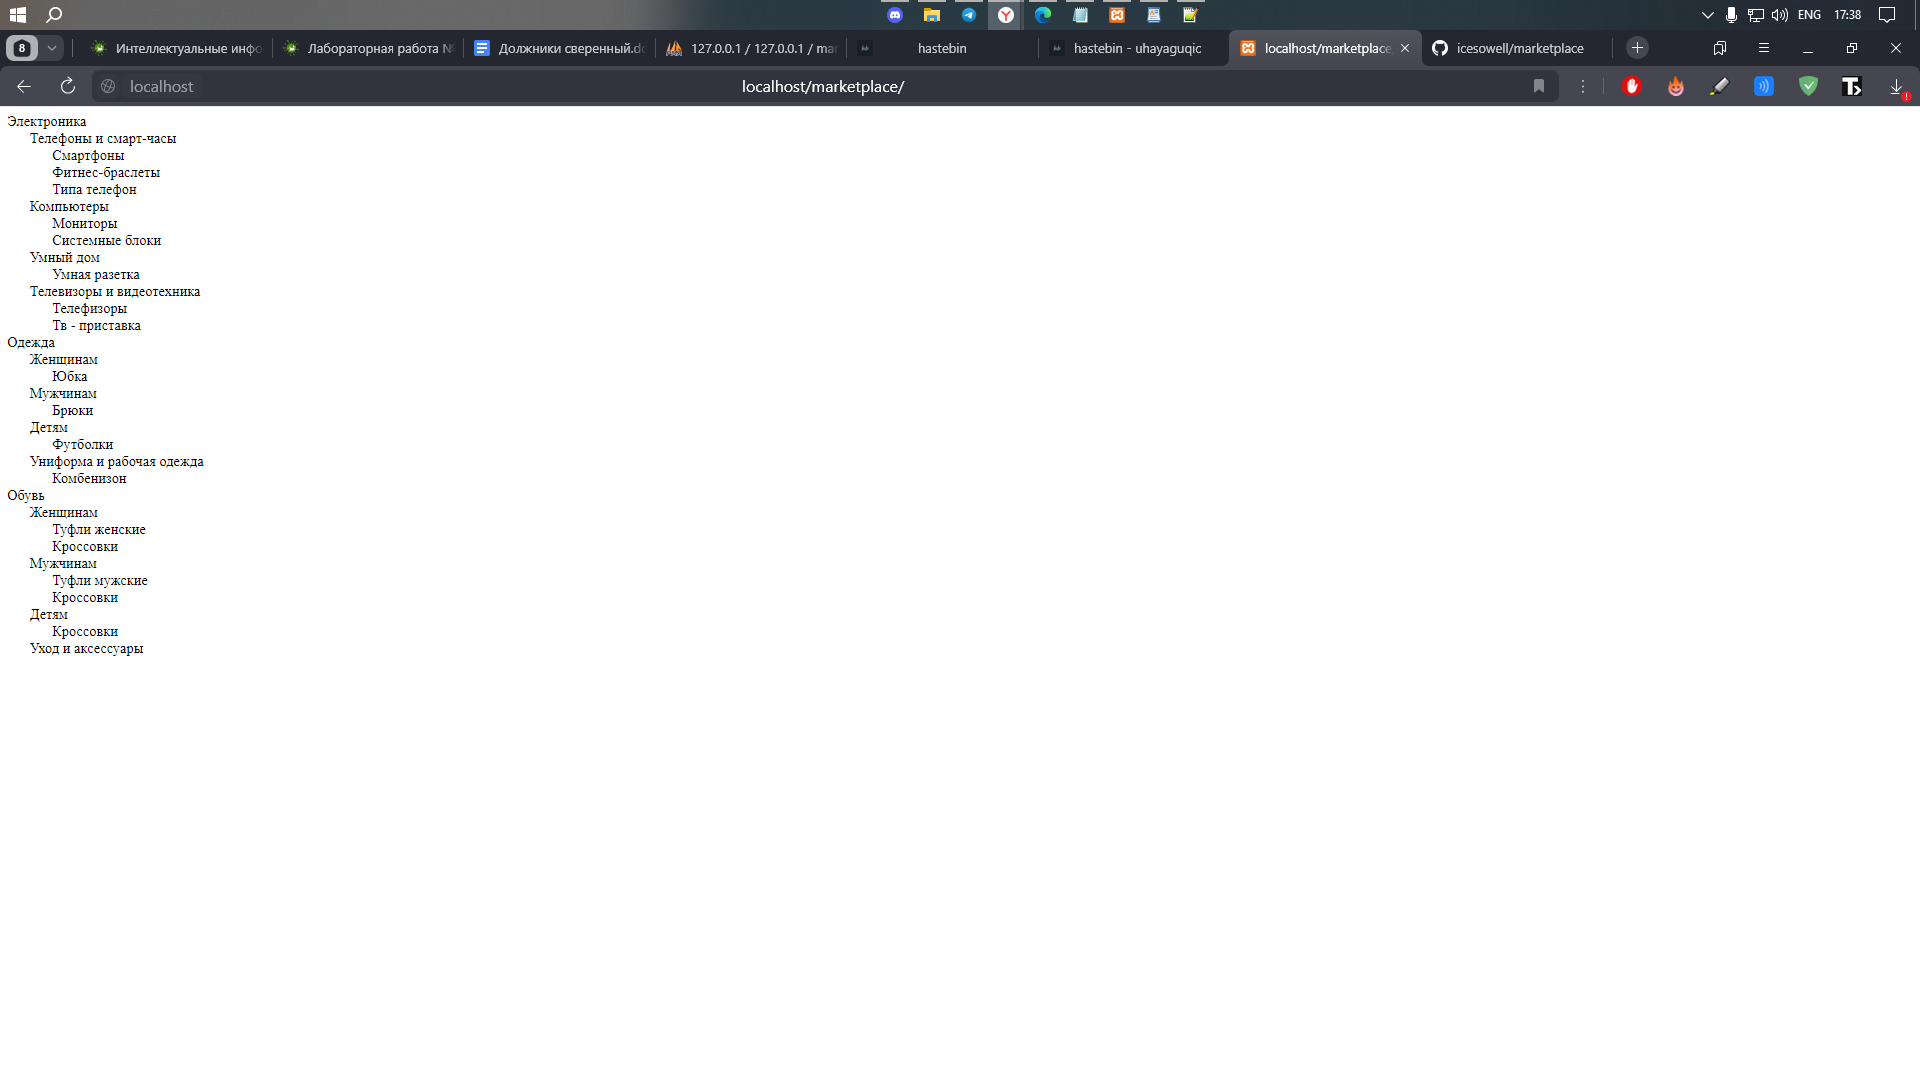 ENG 17:38
8 Интеллектуальные инфо Лабораторная работа № Должники сверенный.do 127.0.0.1 / 127.0.0.1 / mar hastebin hastebin - uhayaguqic localhost/marketplace icesowell/marketplace
localhost localhost/marketplace/
Электроника
Телефоны и смарт-часы
Смартфоны
Фитнес-браслеты
Типа телефон
Компьютеры
Мониторы
Системные блоки
Умный дом
Умная разетка
Телевизоры и видеотехника
Телефизоры
Тв - приставка
Одежда
Женщинам
Юбка
Мужчинам
Брюки
Детям
Футболки
Униформа и рабочая одежда
Комбенизон
Обувь
Женщинам
Туфли женские
Кроссовки
Мужчинам
Туфли мужские
Кроссовки
Детям
Кроссовки
Уход и аксессуары